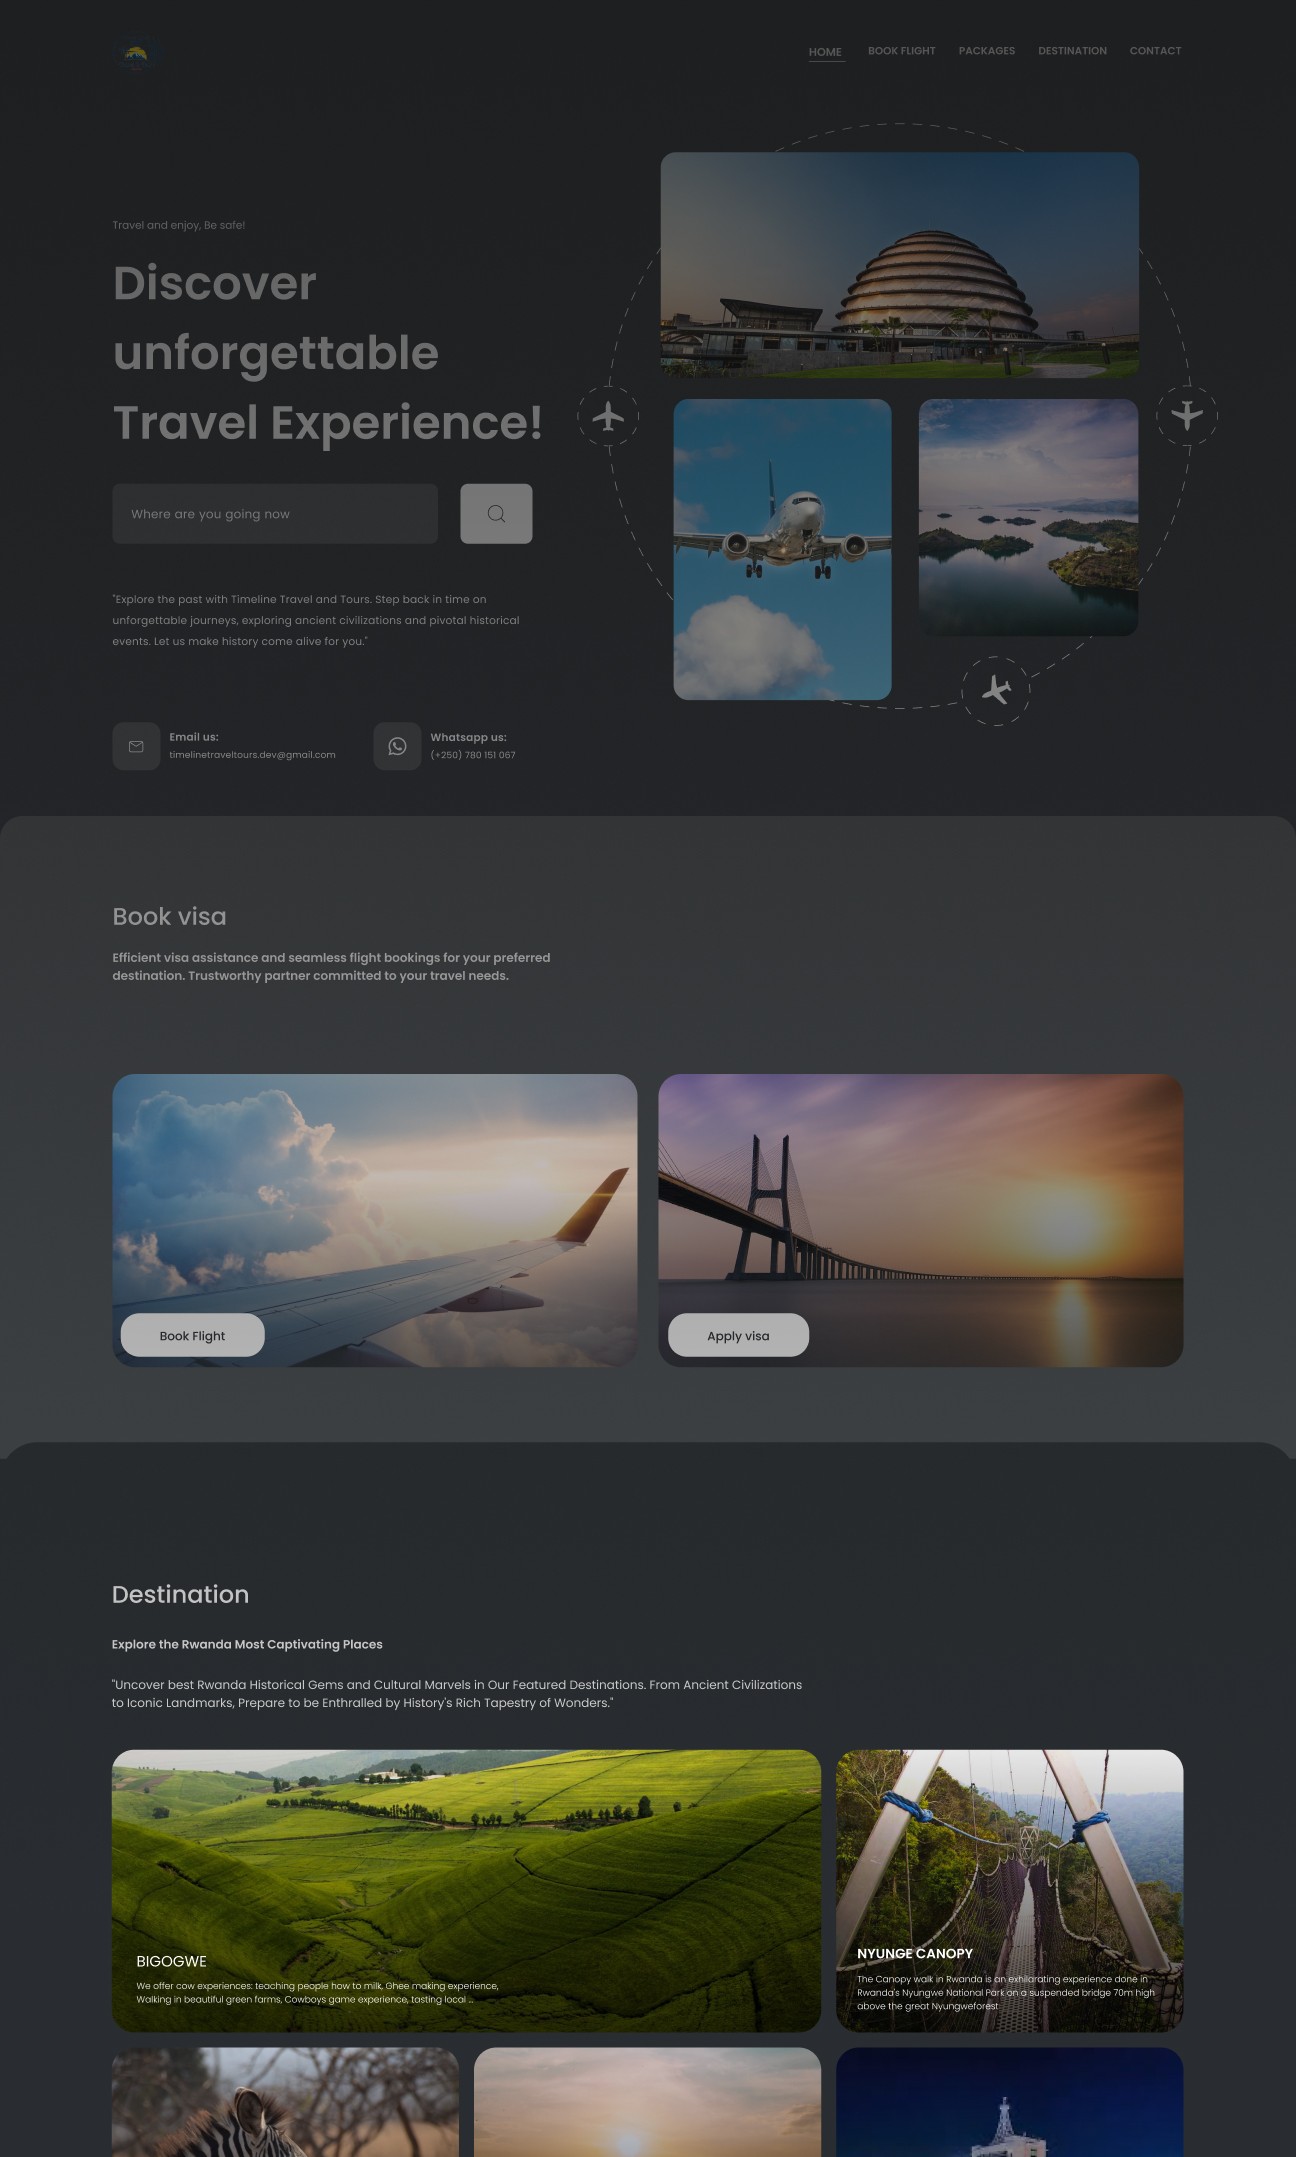 HOME
BOOK FLIGHT
PACKAGES
DESTINATION
CONTACT
Travel and enjoy, Be safe!
Discover
unforgettable
Travel Experience!
Where are you going now
"Explore the past with Timeline Travel and Tours. Step back in time on
unforgettable journeys, exploring ancient civilizations and pivotal historical
events. Let us make history come alive for you."
Email us:
timelinetraveltours.dev@gmail.com
Whatsapp us:
(+250) 780 151 067
Book visa
Efficient visa assistance and seamless flight bookings for your preferred
destination. Trustworthy partner committed to your travel needs.
Book Flight
Apply visa
Destination
Explore the Rwanda Most Captivating Places
"Uncover best Rwanda Historical Gems and Cultural Marvels in Our Featured Destinations. From Ancient Civilizations
to Iconic Landmarks, Prepare to be Enthralled by History's Rich Tapestry of Wonders."
BIGOGWE
We offer cow experiences: teaching people how to milk, Ghee making experience,
Walking in beautiful green farms, Cowboys game experience, tasting local ...
NYUNGE CANOPY
The Canopy walk in Rwanda is an exhilarating experience done in
Rwanda's Nyungwe National Park on a suspended bridge 70m high
above the great Nyungweforest